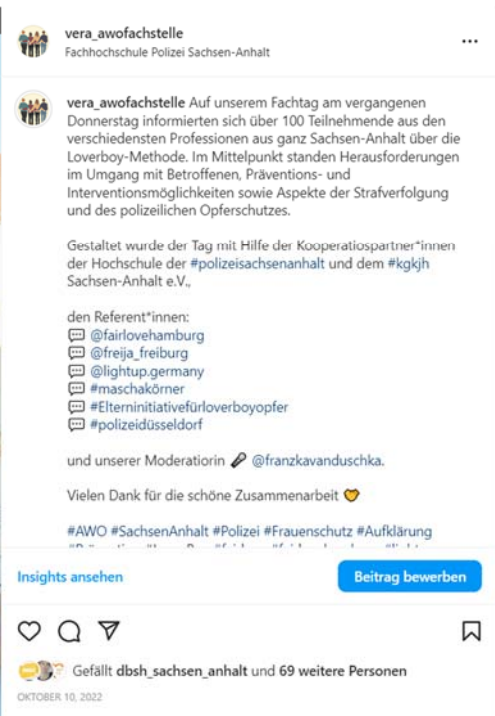 vera_awofachstelle
Fachhochschule Polizei Sachsen-Anhalt
vera_awofachstelle Auf unserem Fachtag am vergangenen
Donnerstag informierten sich über 100 Teilnehmende aus den
verschiedensten Professionen aus ganz Sachsen-Anhalt über die
Loverboy-Methode. Im Mittelpunkt standen Herausforderungen
im Umgang mit Betroffenen, Präventions- und
Interventionsmöglichkeiten sowie Aspekte der Strafverfolgung
und des polizeilichen Opferschutzes.
Gestaltet wurde der Tag mit Hilfe der Kooperatiospartner*innen
der Hochschule der #polizeisachsenanhalt und dem #kgkjh
Sachsen-Anhalt e.V.,
den Referent*innen:
@fairlovehamburg
@freija_freiburg
@lightup.germany
#maschakörner
#Elterninitiativefürloverboyopfer
#polizeidüsseldorf
und unserer Moderatiorin @franzkavanduschka.
Vielen Dank für die schöne Zusammenarbeit
#AWO #SachsenAnhalt #Polizei #Frauenschutz #Aufklärung
Insights ansehen
Beitrag bewerben
Gefällt dbsh_sachsen_anhalt und 69 weitere Personen
OKTOBER 10, 2022